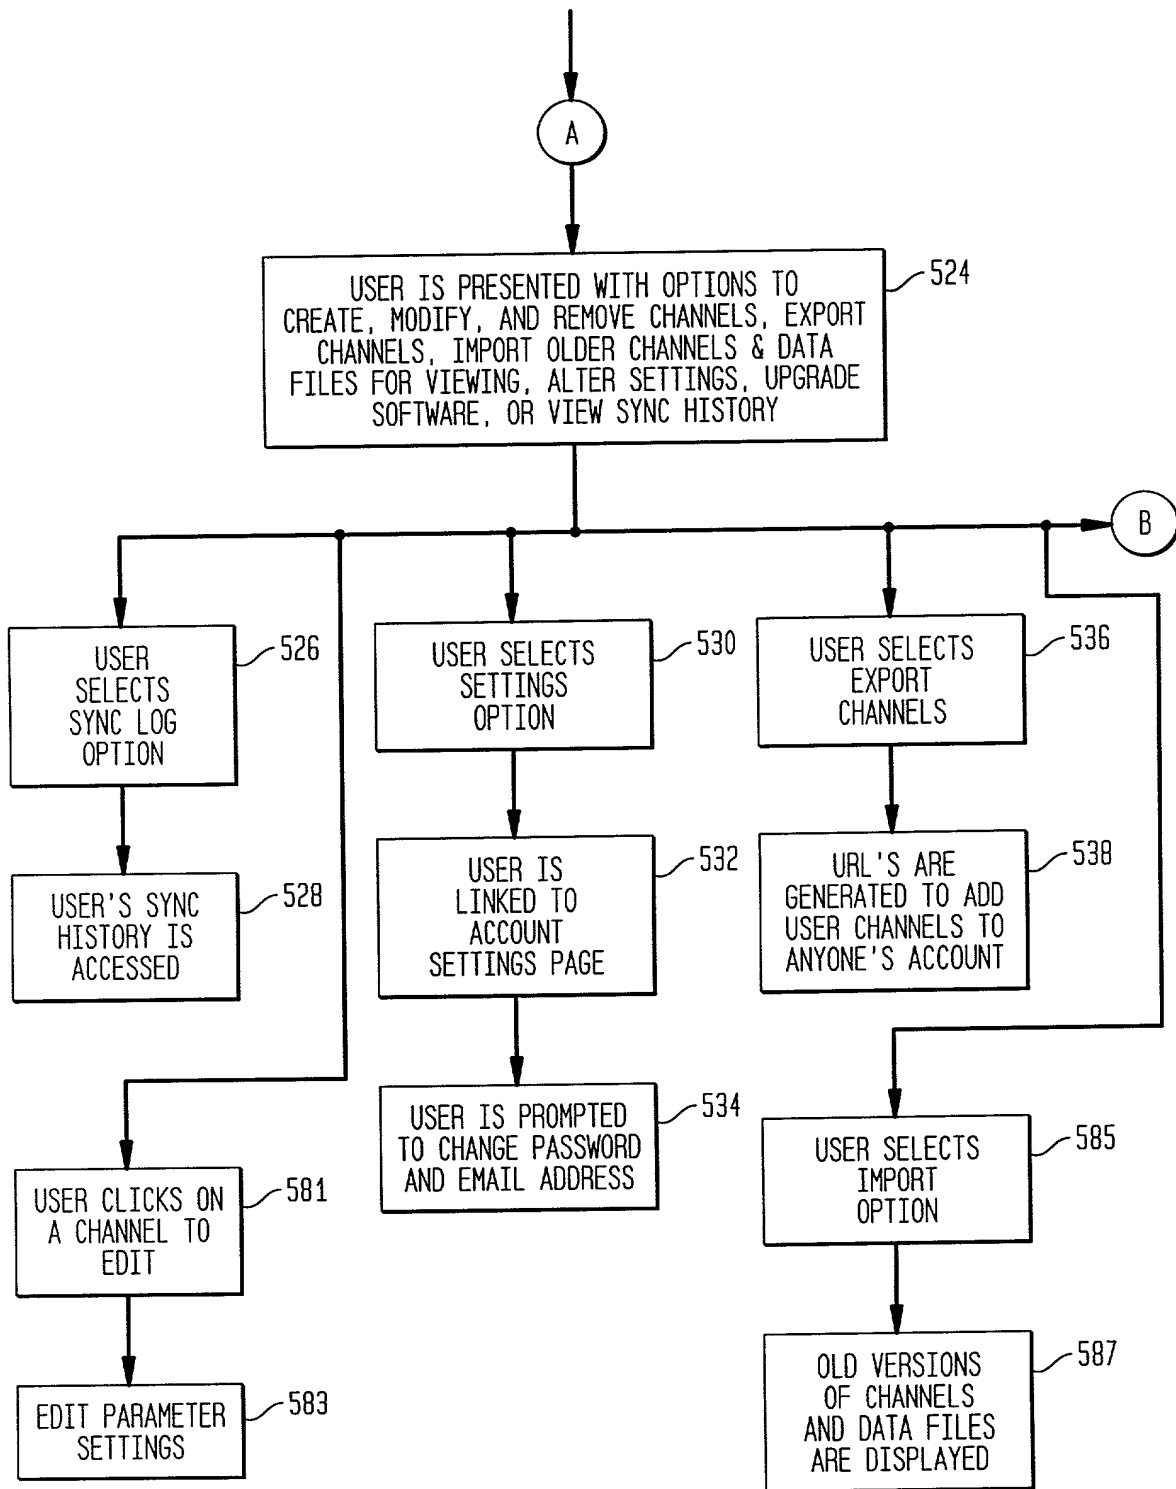 A
USER IS PRESENTED WITH OPTIONS TO
CREATE, MODIFY, AND REMOVE CHANNELS, EXPORT
CHANNELS, IMPORT OLDER CHANNELS & DATA
FILES FOR VIEWING, ALTER SETTINGS, UPGRADE
SOFTWARE, OR VIEW SYNC HISTORY
524
B
USER
SELECTS
SYNC LOG
OPTION
526
USER SELECTS
SETTINGS
OPTION
530
USER SELECTS
EXPORT
CHANNELS
536
USER'S SYNC
HISTORY IS
ACCESSED
528
USER IS
LINKED TO
ACCOUNT
SETTINGS PAGE
532
URL'S ARE
GENERATED TO ADD
USER CHANNELS TO
ANYONE'S ACCOUNT
538
USER IS PROMPTED
TO CHANGE PASSWORD
AND EMAIL ADDRESS
534
USER CLICKS ON
A CHANNEL TO
EDIT
581
USER SELECTS
IMPORT
OPTION
585
EDIT PARAMETER
SETTINGS
583
OLD VERSIONS
OF CHANNELS
AND DATA FILES
ARE DISPLAYED
587